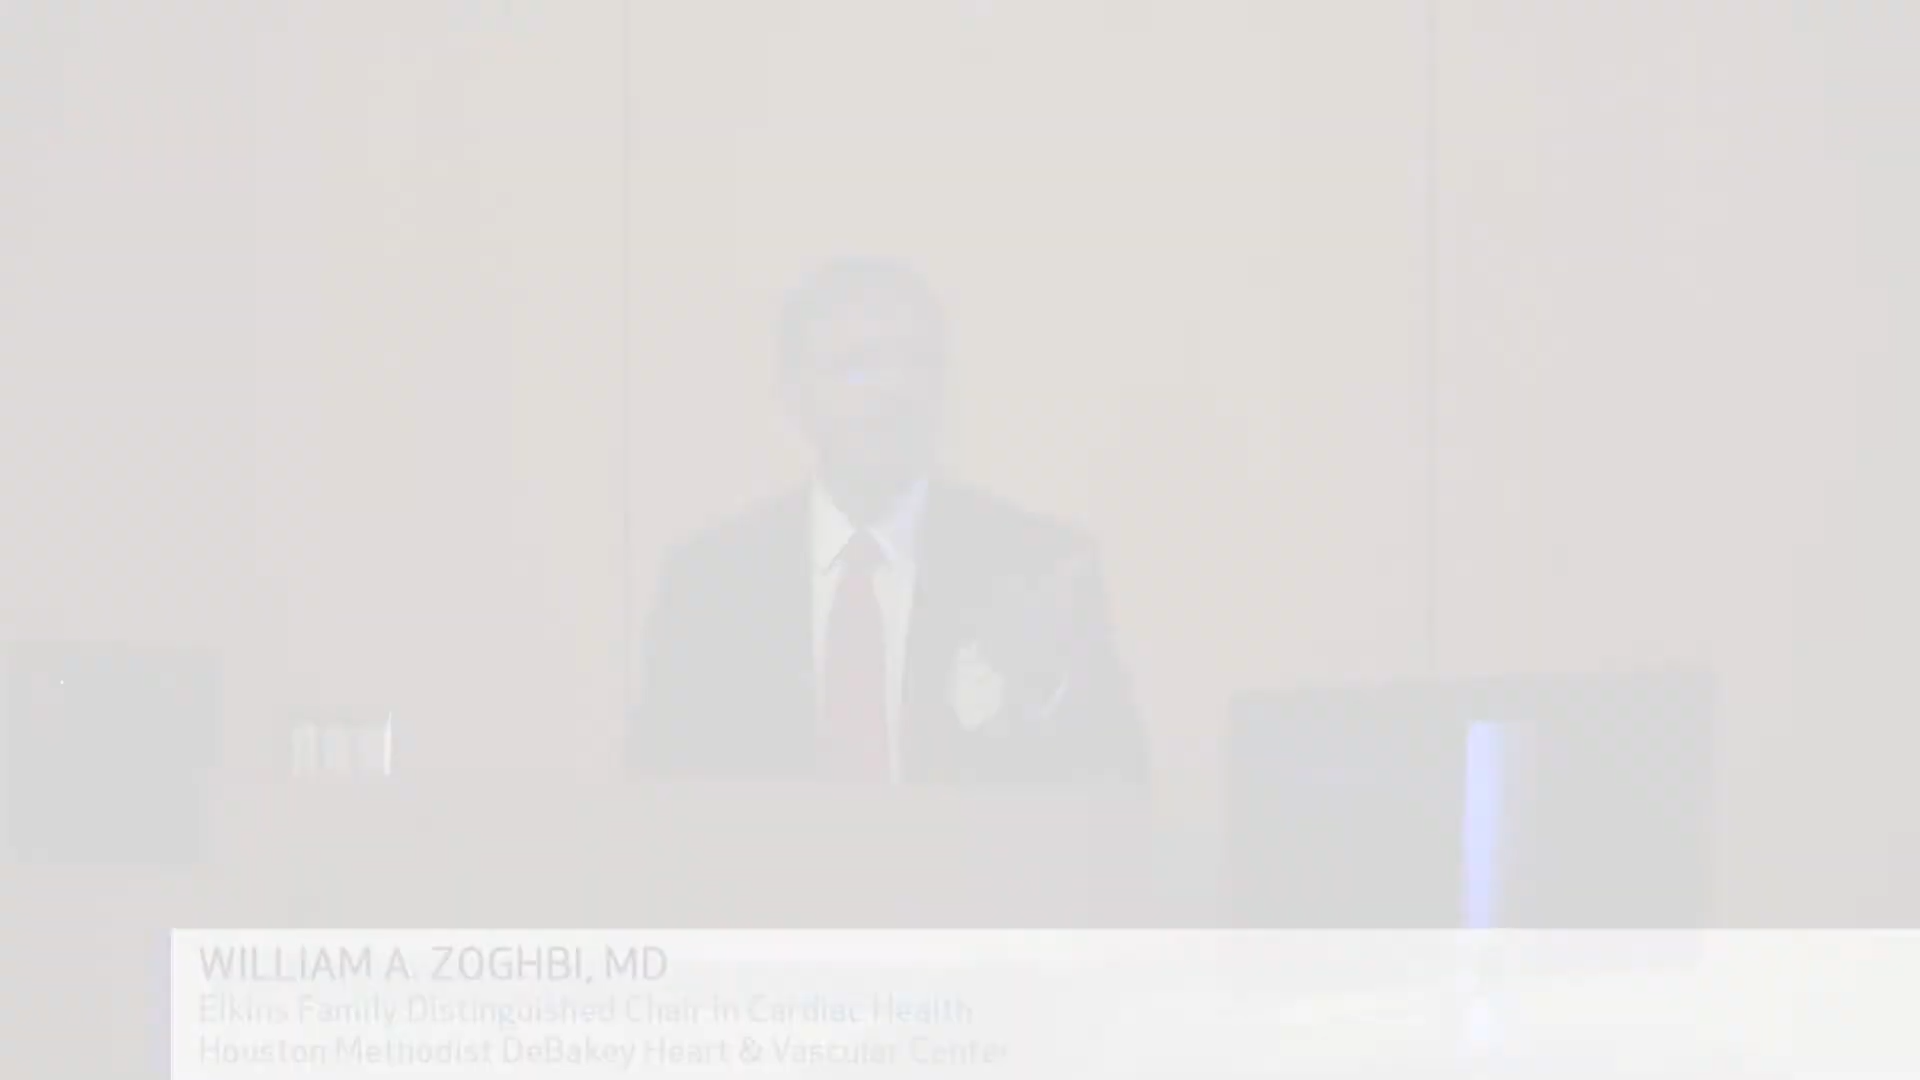 WILLIAM A. ZOGHBI, MD
Elkins Family Distinguished Chair in Cardiac Health
Houston Methodist DeBakey Heart & Vascular Center